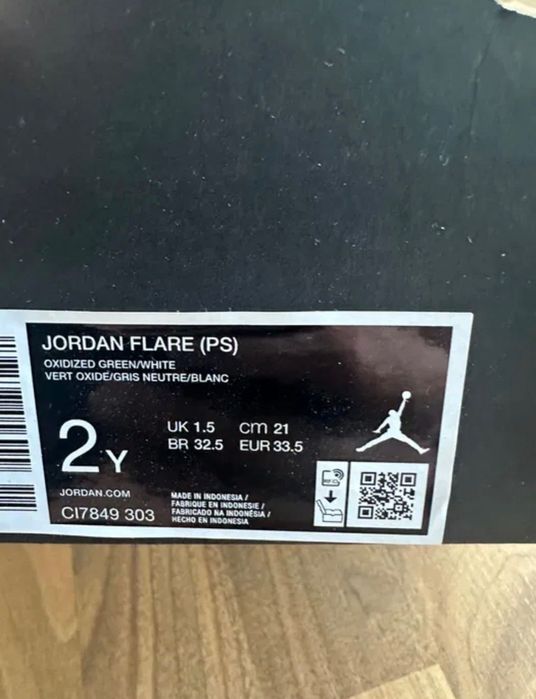 JORDAN FLARE (PS)
OXIDIZED GREEN/WHITE
VERT OXIDE/GRIS NEUTRE/BLANC
2Y
UK 1.5 cm 21
BR 32.5 EUR 33.5
JORDAN.COM
CI7849 303
MADE IN INDONESIA /
FABRIQUE EN INDONESIE /
FABRICADO NA INDONÉSIA /
HECHO EN INDONESIA